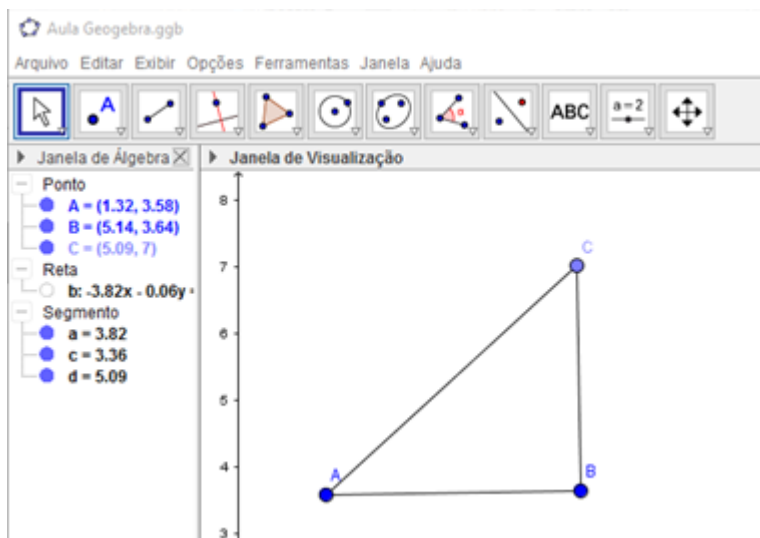 Aula Geogebra.ggb
Arquivo Editar Exibir Opções Ferramentas Janela Ajuda
A α ABC a=2
Janela de Álgebra
Janela de Visualização
Ponto
A = (1.32, 3.58)
B = (5.14, 3.64)
C = (5.09, 7)
Reta
b: -3.82x - 0.06y
Segmento
a = 3.82
c = 3.36
d = 5.09
8
7
6
5
4
3
C
A
B